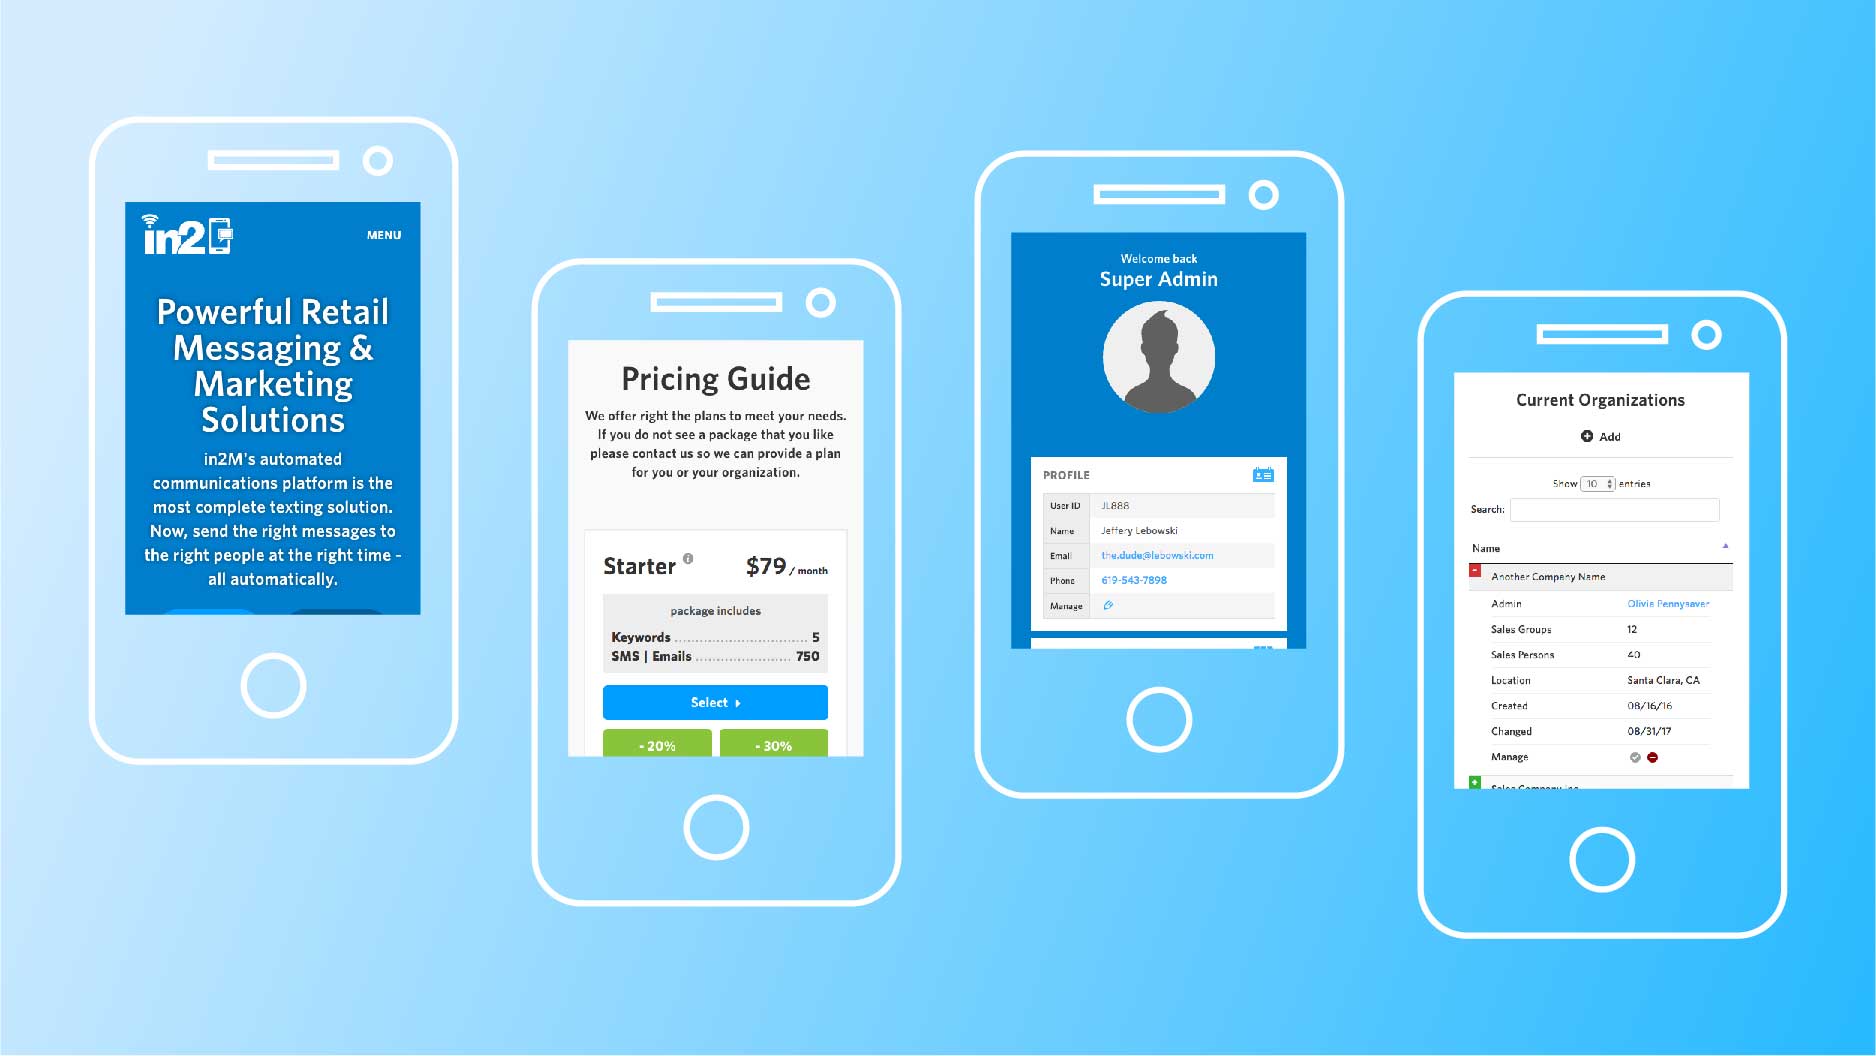 in2
MENU
Powerful Retail
Messaging &
Marketing
Solutions
in2M's automated
communications platform is the
most complete texting solution.
Now, send the right messages to
the right people at the right time -
all automatically.
Pricing Guide
We offer right the plans to meet your needs.
If you do not see a package that you like
please contact us so we can provide a plan
for you or your organization.
Starter $79 / month
package includes
Keywords 5
SMS | Emails 750
Select
- 20% - 30%
Welcome back
Super Admin
PROFILE
User ID JL888
Name Jeffery Lebowski
Email the.dude@lebowski.com
Phone 619-543-7898
Manage
Current Organizations
Add
Show 10 entries
Search:
Name
Another Company Name
Admin Olivie Pennysaver
Sales Groups 12
Sales Persons 40
Location Santa Clara, CA
Created 08/16/16
Changed 08/31/17
Manage
Sales Company inc